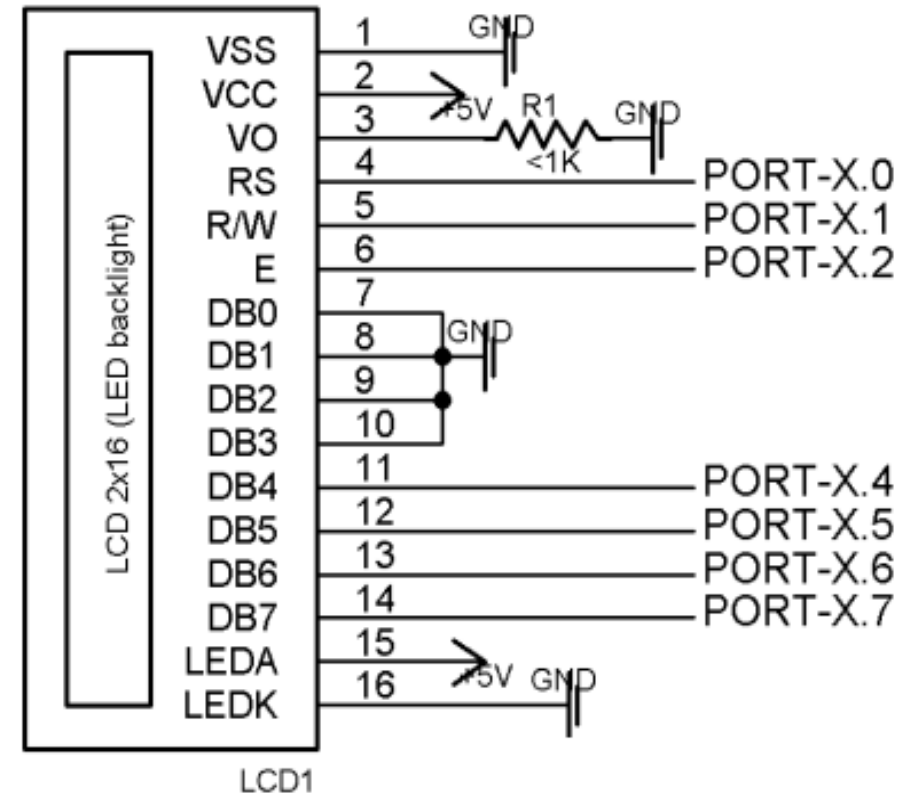 LCD 2x16 (LED backlight)
VSS 1 GND
VCC 2 +5V
VO 3 R1 <1K GND
RS 4 PORT-X.0
R/W 5 PORT-X.1
E 6 PORT-X.2
DB0 7
DB1 8 GND
DB2 9
DB3 10
DB4 11 PORT-X.4
DB5 12 PORT-X.5
DB6 13 PORT-X.6
DB7 14 PORT-X.7
LEDA 15 +5V
LEDK 16 GND
LCD1